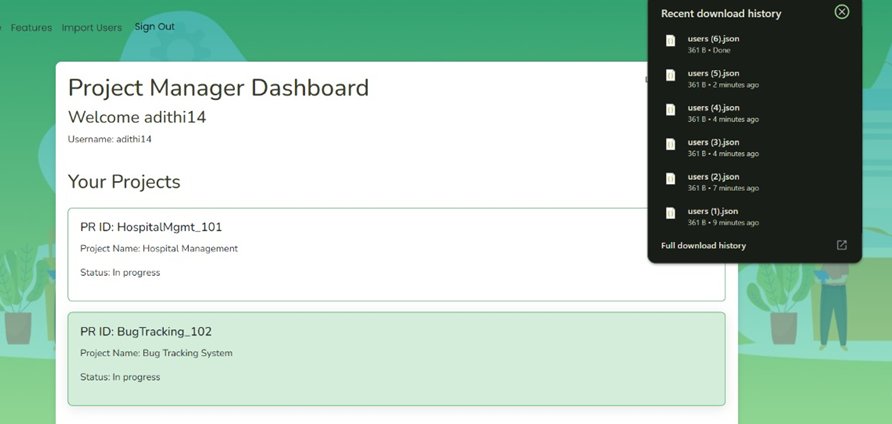 Features Import Users Sign Out
Project Manager Dashboard
Welcome adithi14
Username: adithi14
Your Projects
PR ID: HospitalMgmt_101
Project Name: Hospital Management
Status: In progress
PR ID: BugTracking_102
Project Name: Bug Tracking System
Status: In progress
Recent download history
users (6).json
361 B • Done
users (5).json
361 B • 2 minutes ago
users (4).json
361 B • 4 minutes ago
users (3).json
361 B • 4 minutes ago
users (2).json
361 B • 7 minutes ago
users (1).json
361 B • 9 minutes ago
Full download history